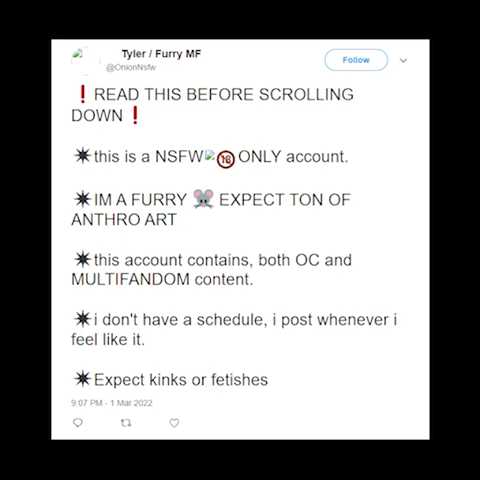 Tyler / Furry MF
@OnionNsfw
Follow
❗READ THIS BEFORE SCROLLING
DOWN❗
✴this is a NSFW🔞ONLY account.
✴IM A FURRY 🐭 EXPECT TON OF
ANTHRO ART
✴this account contains, both OC and
MULTIFANDOM content.
✴i don't have a schedule, i post whenever i
feel like it.
✴Expect kinks or fetishes
9:07 PM - 1 Mar 2022